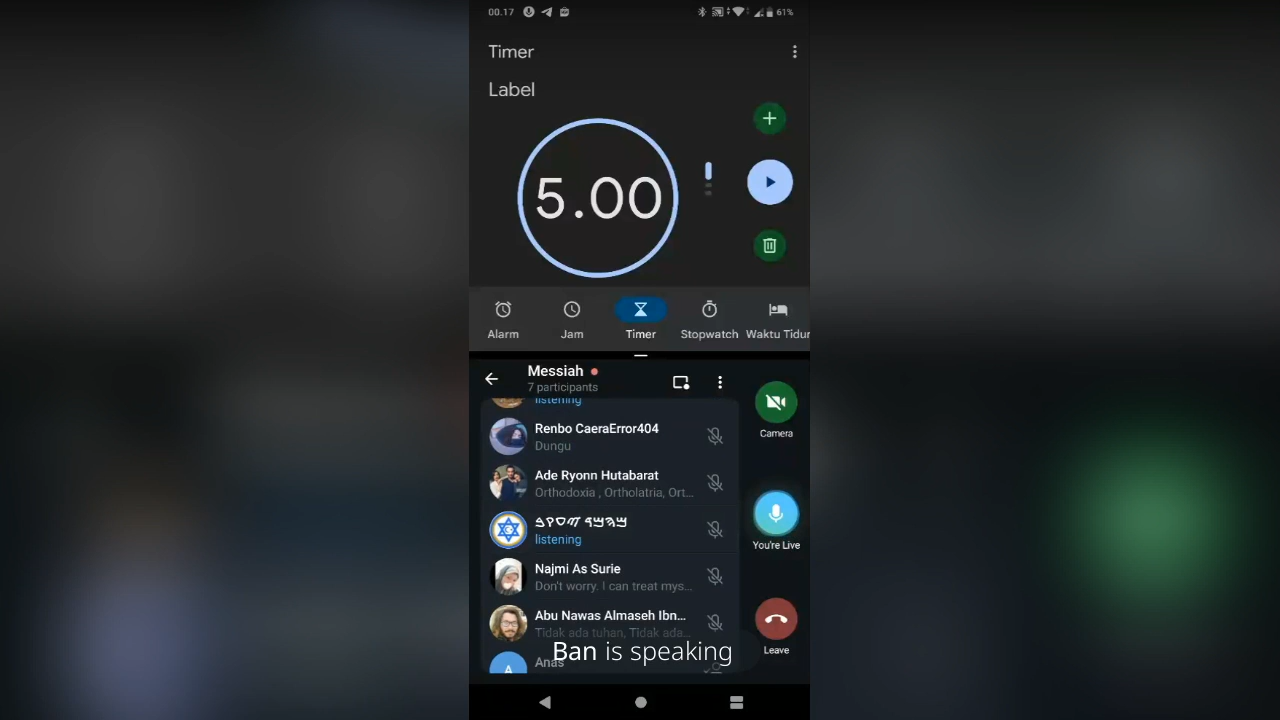 00.17
61%
Timer
Label
5.00
Alarm
Jam
Timer
Stopwatch
Waktu Tidur
Messiah
7 participants
listening
Camera
Renbo CaeraError404
Dungu
Ade Ryonn Hutabarat
Orthodoxia , Ortholatria, Ort...
listening
You're Live
Najmi As Surie
Don't worry. I can treat mys...
Abu Nawas Almaseh Ibn...
Tidak ada tuhan, Tidak ada...
Leave
A
Anas
Ban is speaking